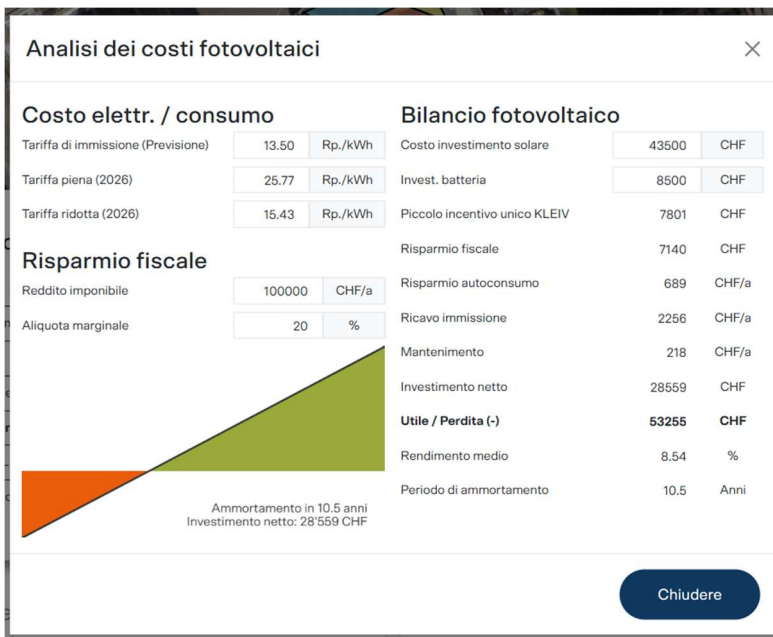 Analisi dei costi fotovoltaici
Costo elettr. / consumo
Tariffa di immissione (Previsione) 13.50 Rp./kWh
Tariffa piena (2026) 25.77 Rp./kWh
Tariffa ridotta (2026) 15.43 Rp./kWh
Risparmio fiscale
Reddito imponibile 100000 CHF/a
Aliquota marginale 20 %
Ammortamento in 10.5 anni
Investimento netto: 28'559 CHF
Bilancio fotovoltaico
Costo investimento solare 43500 CHF
Invest. batteria 8500 CHF
Piccolo incentivo unico KLEIV 7801 CHF
Risparmio fiscale 7140 CHF
Risparmio autoconsumo 689 CHF/a
Ricavo immissione 2256 CHF/a
Mantenimento 218 CHF/a
Investimento netto 28559 CHF
Utile / Perdita (-) 53255 CHF
Rendimento medio 8.54 %
Periodo di ammortamento 10.5 Anni
Chiudere